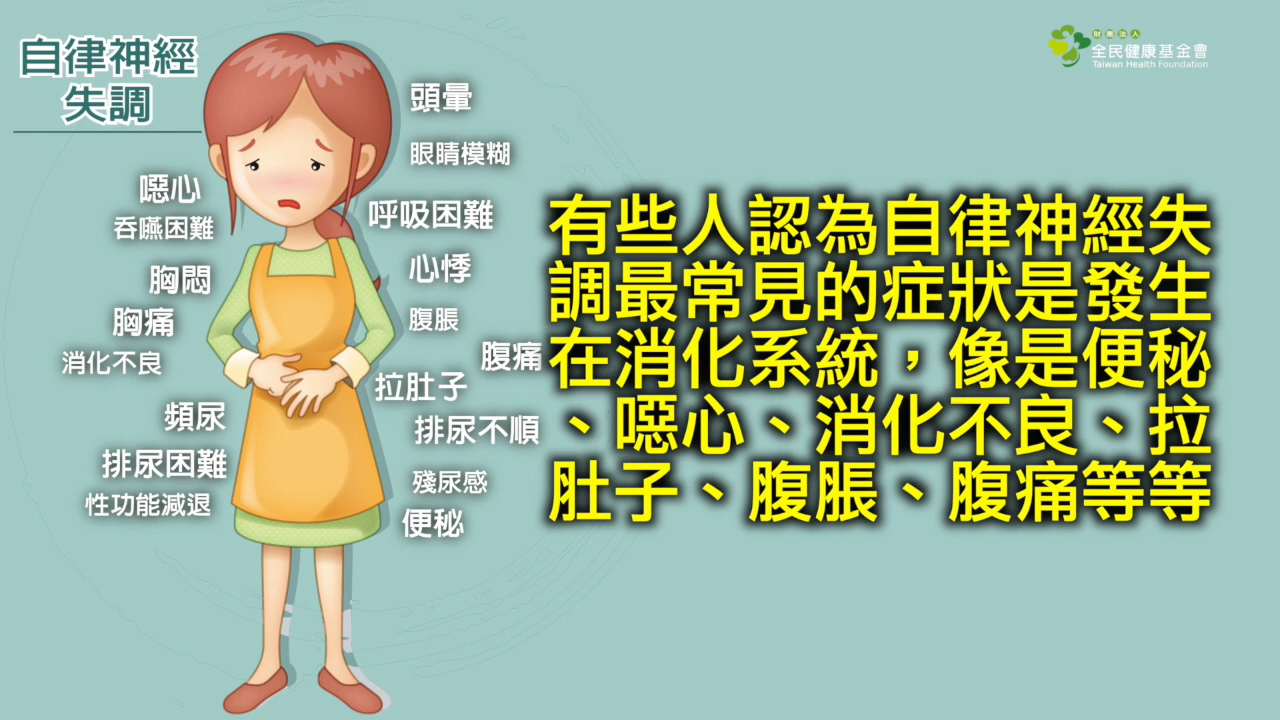 自律神經
失調
財團法人
全民健康基金會
Taiwan Health Foundation
噁心
吞嚥困難
胸悶
胸痛
消化不良
頻尿
排尿困難
性功能減退
頭暈
眼睛模糊
呼吸困難
心悸
腹脹
腹痛
拉肚子
排尿不順
殘尿感
便秘
有些人認為自律神經失
調最常見的症狀是發生
在消化系統，像是便秘
、噁心、消化不良、拉
肚子、腹脹、腹痛等等